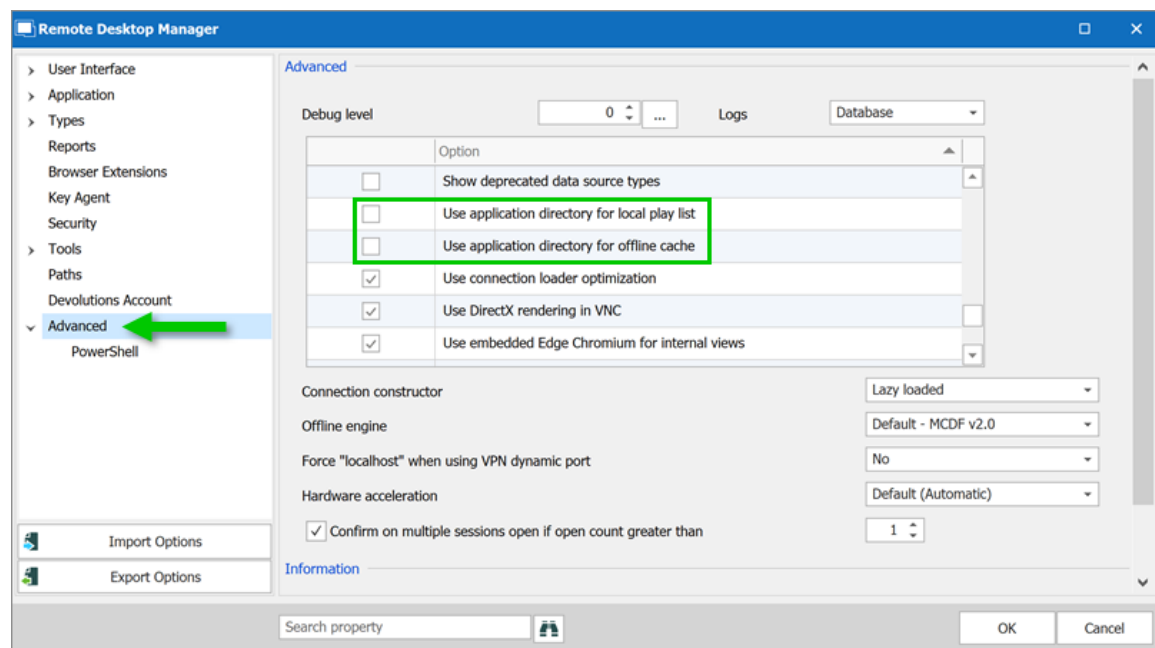 Remote Desktop Manager
User Interface
Application
Types
Reports
Browser Extensions
Key Agent
Security
Tools
Paths
Devolutions Account
Advanced
PowerShell
Import Options
Export Options
Advanced
Debug level 0 ... Logs Database
Option
Show deprecated data source types
Use application directory for local play list
Use application directory for offline cache
Use connection loader optimization
Use DirectX rendering in VNC
Use embedded Edge Chromium for internal views
Connection constructor Lazy loaded
Offline engine Default - MCDF v2.0
Force "localhost" when using VPN dynamic port No
Hardware acceleration Default (Automatic)
Confirm on multiple sessions open if open count greater than 1
Information
Search property OK Cancel